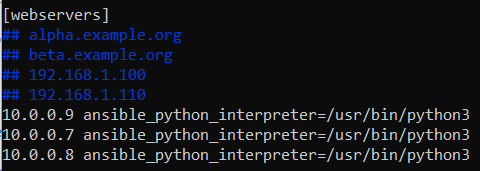 [webservers]
## alpha.example.org
## beta.example.org
## 192.168.1.100
## 192.168.1.110
10.0.0.9 ansible_python_interpreter=/usr/bin/python3
10.0.0.7 ansible_python_interpreter=/usr/bin/python3
10.0.0.8 ansible_python_interpreter=/usr/bin/python3